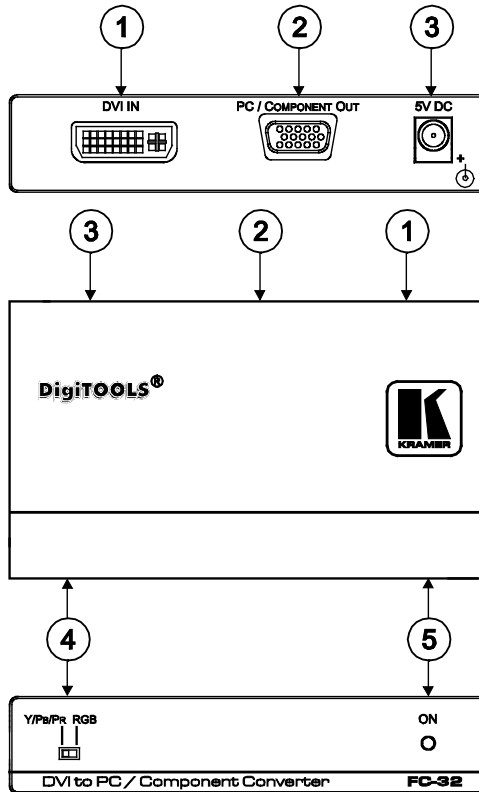 1 2 3
DVI IN PC / COMPONENT OUT 5V DC
+
3 2 1
DigiTOOLS®
K
KRAMER
4 5
Y/PB/PR RGB ON
DVI to PC / Component Converter FC-32